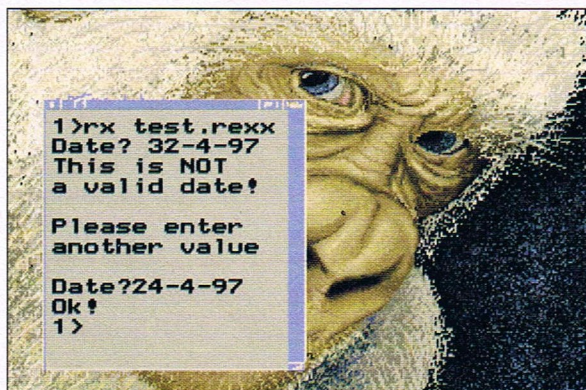 1>rx test.rexx
Date? 32-4-97
This is NOT
a valid date!
Please enter
another value
Date?24-4-97
Ok!
1>